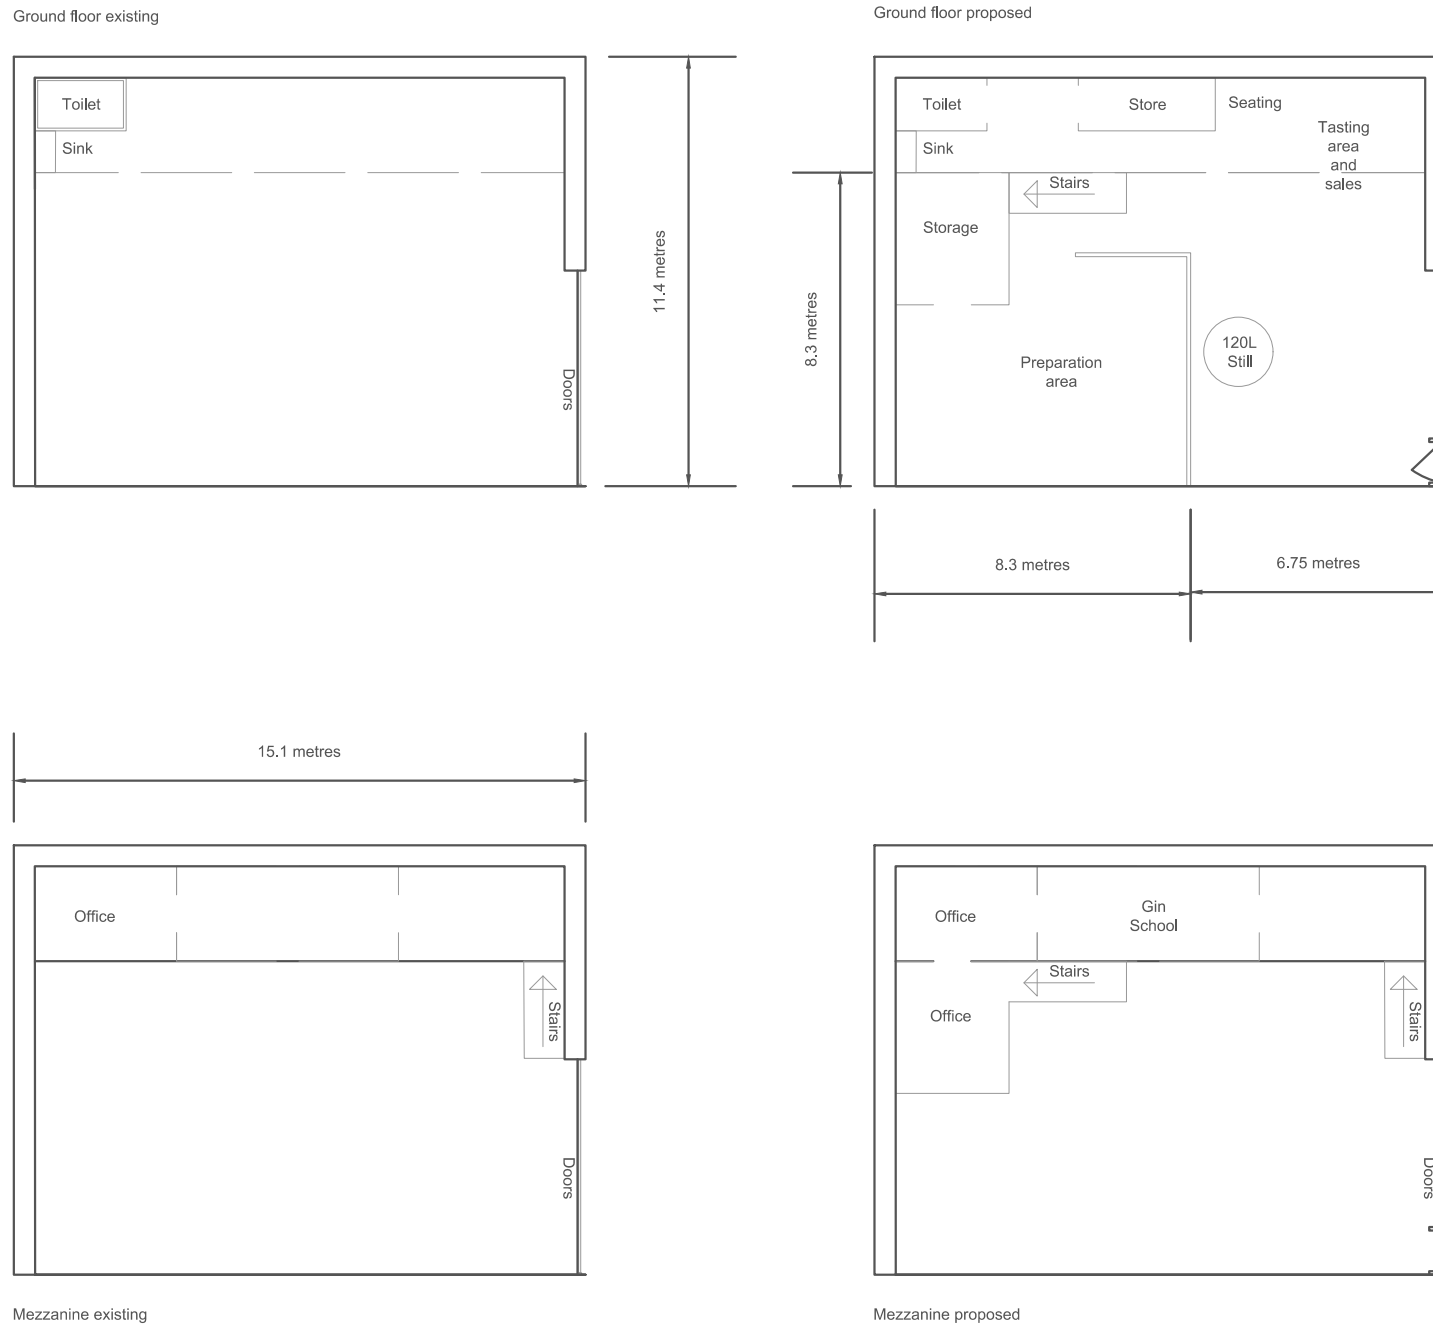 Ground floor existing
Ground floor proposed
Toilet
Sink
Doors
11.4 metres
8.3 metres
Toilet
Sink
Store
Seating
Tasting
area
and
sales
Stairs
Storage
Preparation
area
120L
Still
8.3 metres
6.75 metres
15.1 metres
Office
Stairs
Doors
Office
Gin
School
Stairs
Office
Stairs
Doors
Mezzanine existing
Mezzanine proposed